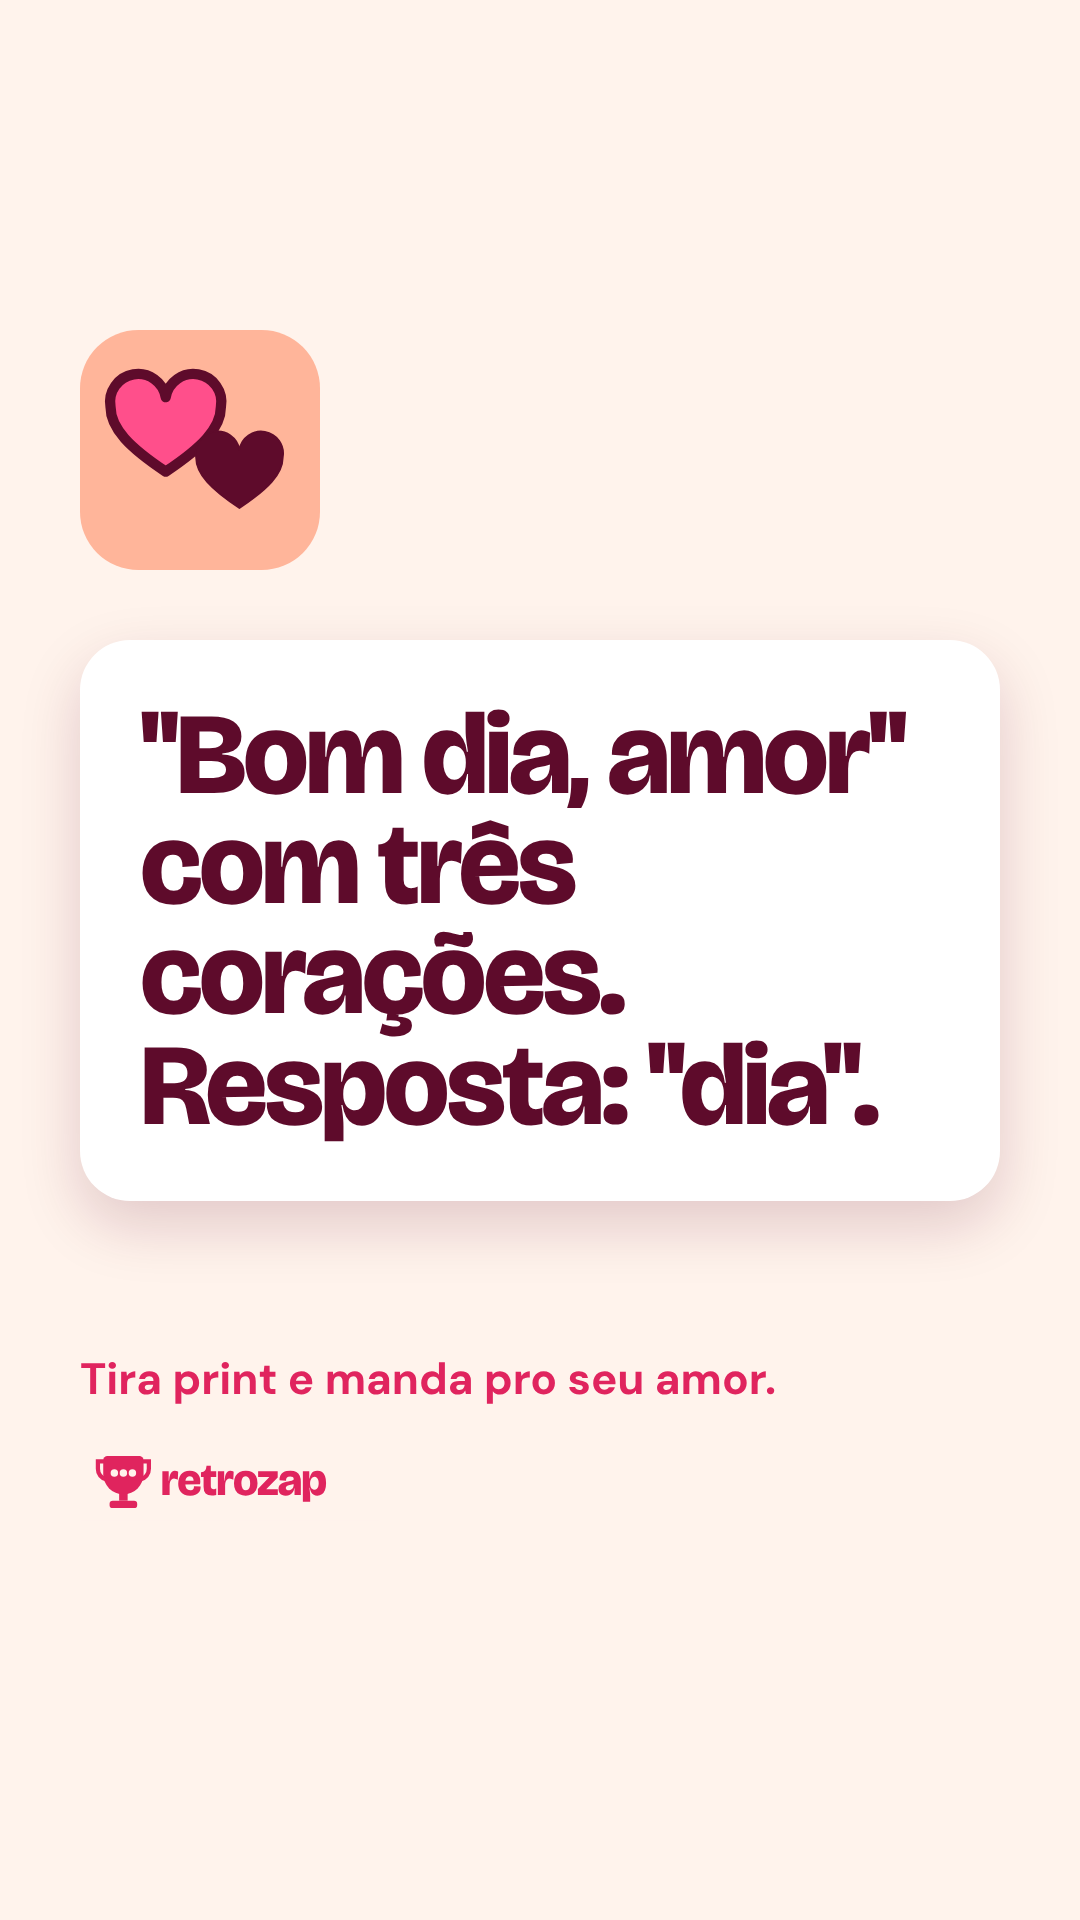 "Bom dia, amor"
com três
corações.
Resposta: "dia".
Tira print e manda pro seu amor.
retrozap